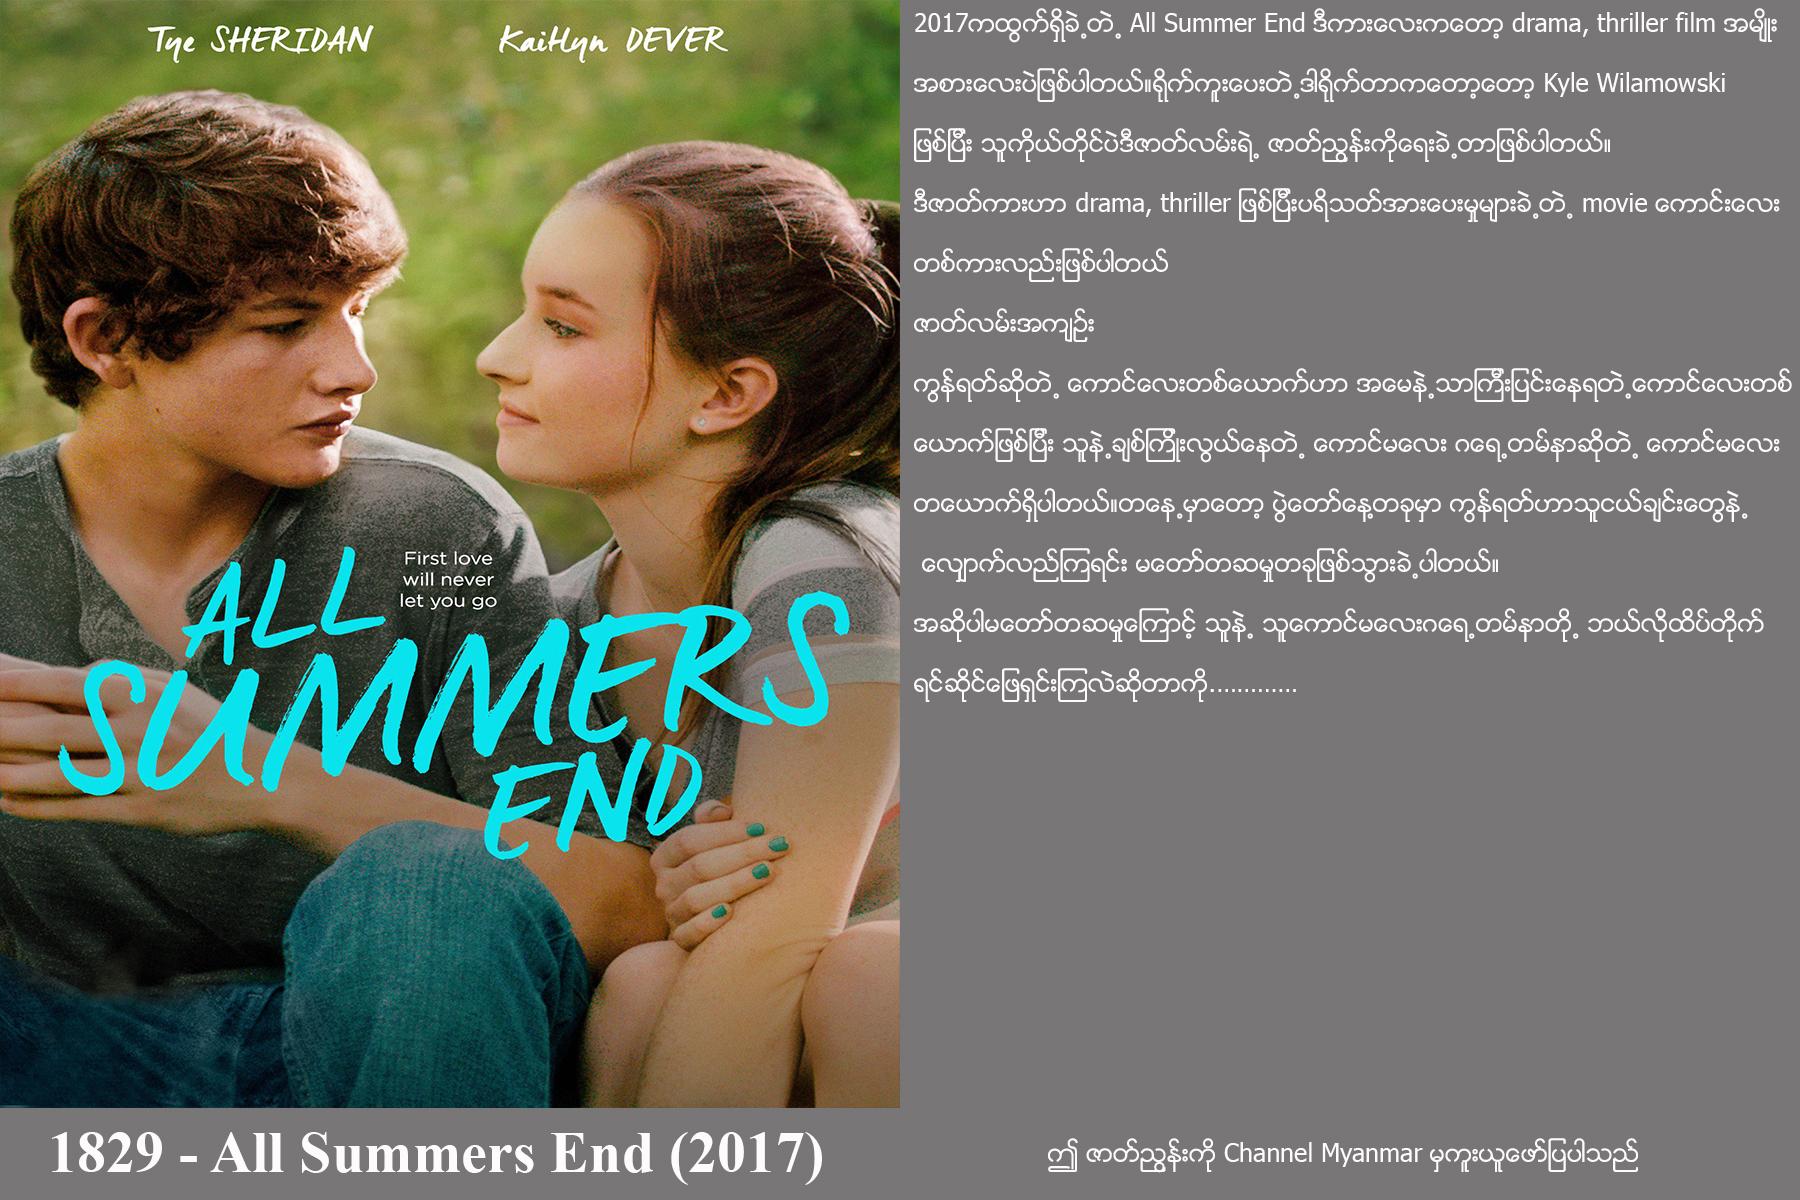 Tye SHERIDAN
Kaitlyn DEVER
First love
will never
let you go
ALL
SUMMERS
END
1829 - All Summers End (2017)
2017ကထွက်ရှိခဲ့တဲ့ All Summer End ဒီကားလေးကတော့ drama, thriller film အမျိုး
အစားလေးပဲဖြစ်ပါတယ်။ရိုက်ကူးပေးတဲ့ဒါရိုက်တာကတော့တော့ Kyle Wilamowski
ဖြစ်ပြီး သူကိုယ်တိုင်ပဲဒီဇာတ်လမ်းရဲ့ ဇာတ်ညွှန်းကိုရေးခဲ့တာဖြစ်ပါတယ်။
ဒီဇာတ်ကားဟာ drama, thriller ဖြစ်ပြီးပရိသတ်အားပေးမှုများခဲ့တဲ့ movie ကောင်းလေး
တစ်ကားလည်းဖြစ်ပါတယ်
ဇာတ်လမ်းအကျဉ်း
ကွန်ရတ်ဆိုတဲ့ ကောင်လေးတစ်ယောက်ဟာ အမေနဲ့သာကြီးပြင်းနေရတဲ့ကောင်လေးတစ်
ယောက်ဖြစ်ပြီး သူနဲ့ချစ်ကြိုးလွယ်နေတဲ့ ကောင်မလေး ဂရေ့တမ်နာဆိုတဲ့ ကောင်မလေး
တယောက်ရှိပါတယ်။တနေ့မှာတော့ ပွဲတော်နေ့တခုမှာ ကွန်ရတ်ဟာသူငယ်ချင်းတွေနဲ့
လျှောက်လည်ကြရင်း မတော်တဆမှုတခုဖြစ်သွားခဲ့ပါတယ်။
အဆိုပါမတော်တဆမှုကြောင့် သူနဲ့ သူ့ကောင်မလေးဂရေ့တမ်နာတို့ ဘယ်လိုထိပ်တိုက်
ရင်ဆိုင်ဖြေရှင်းကြလဲဆိုတာကို.............
ဤ ဇာတ်ညွှန်းကို Channel Myanmar မှကူးယူဖော်ပြပါသည်